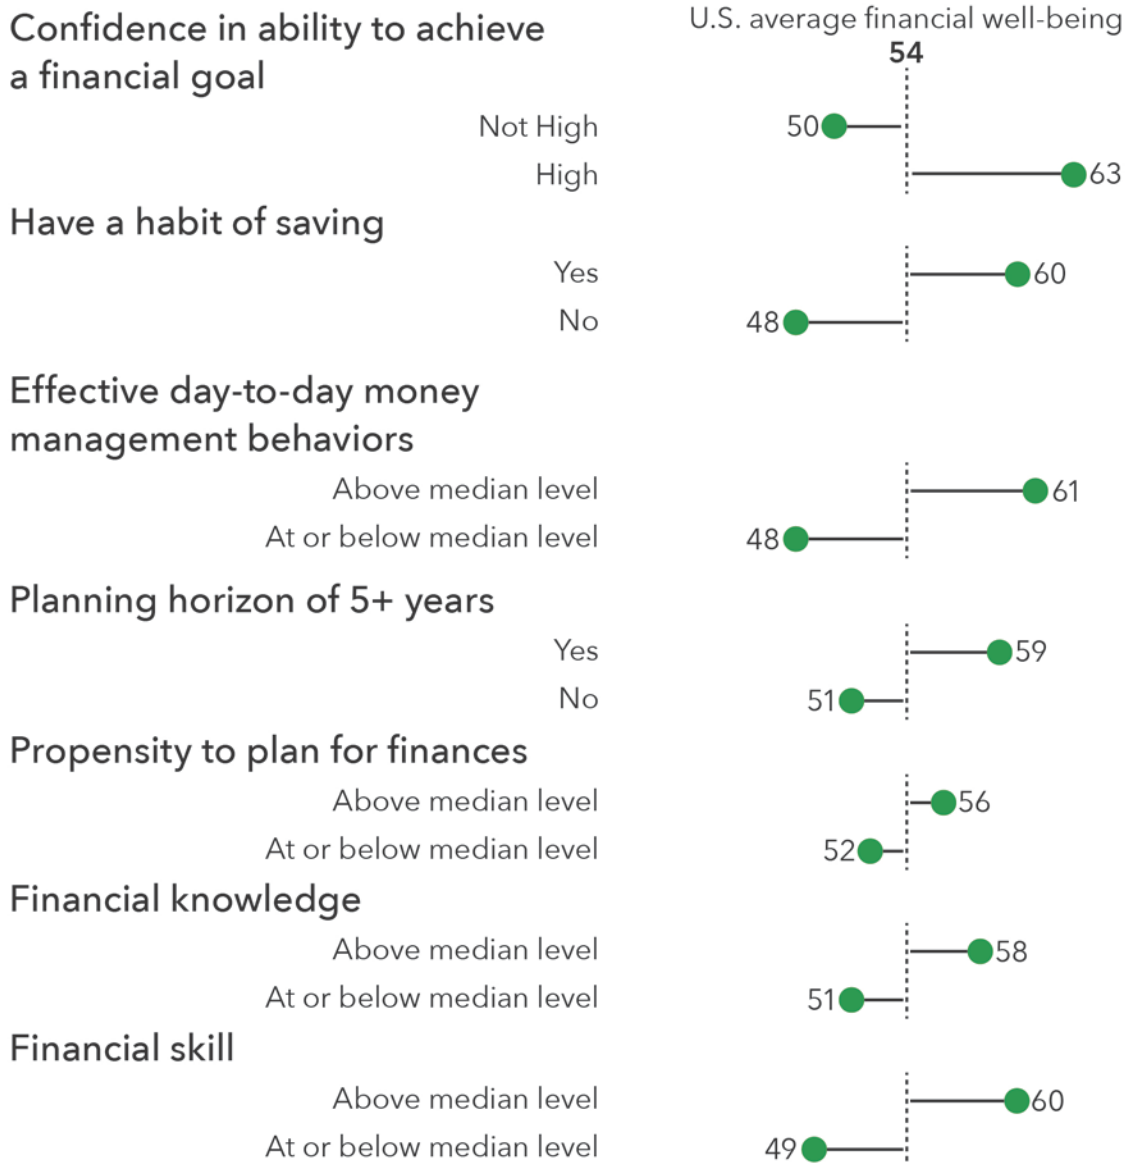 Confidence in ability to achieve
a financial goal
U.S. average financial well-being
54
Not High 50
High 63
Have a habit of saving
Yes 60
No 48
Effective day-to-day money
management behaviors
Above median level 61
At or below median level 48
Planning horizon of 5+ years
Yes 59
No 51
Propensity to plan for finances
Above median level 56
At or below median level 52
Financial knowledge
Above median level 58
At or below median level 51
Financial skill
Above median level 60
At or below median level 49